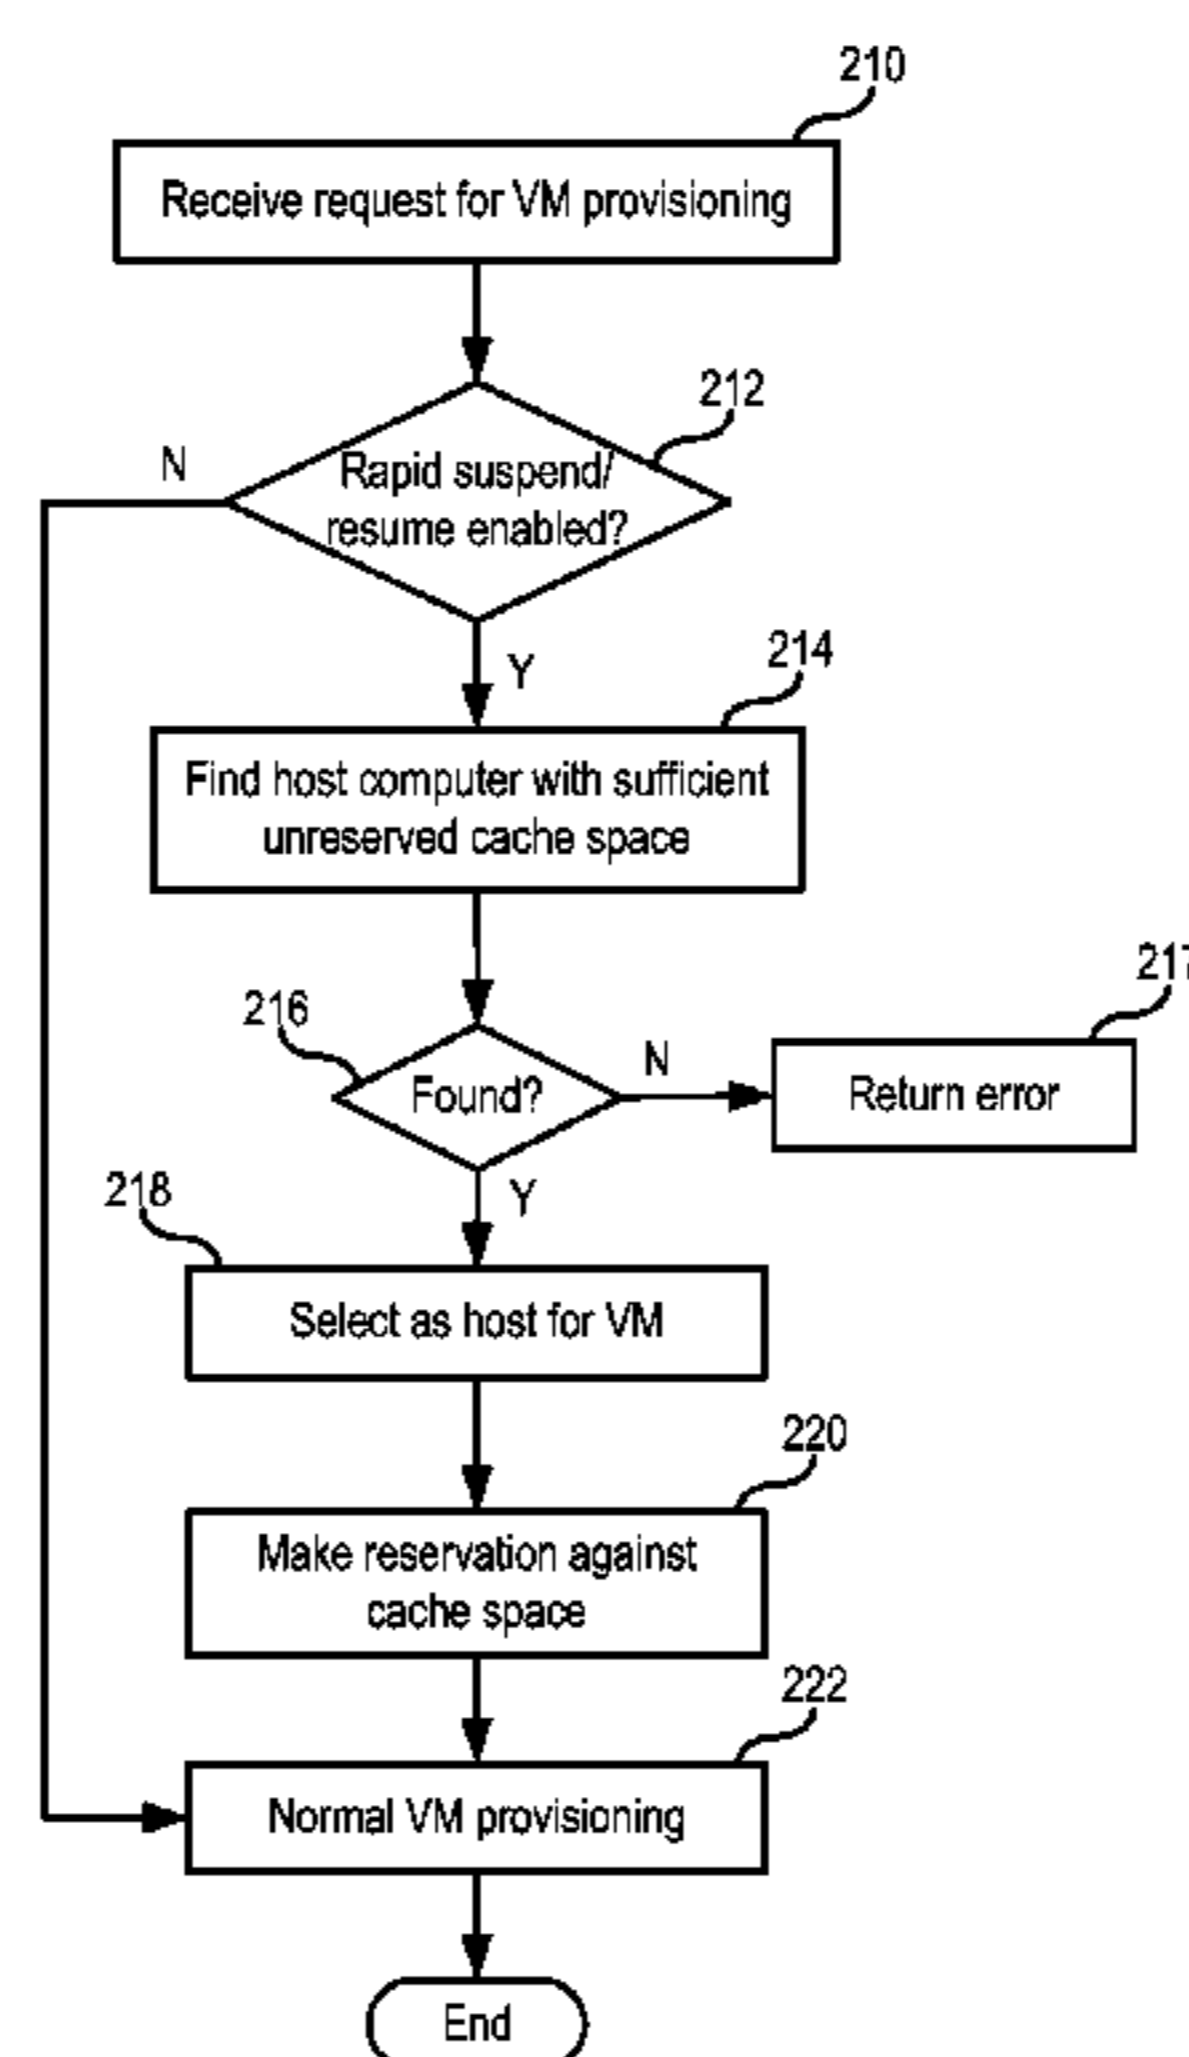 210
Receive request for VM provisioning
212
N
Rapid suspend/
resume enabled?
Y
214
Find host computer with sufficient
unreserved cache space
216
Found?
N
217
Return error
Y
218
Select as host for VM
220
Make reservation against
cache space
222
Normal VM provisioning
End